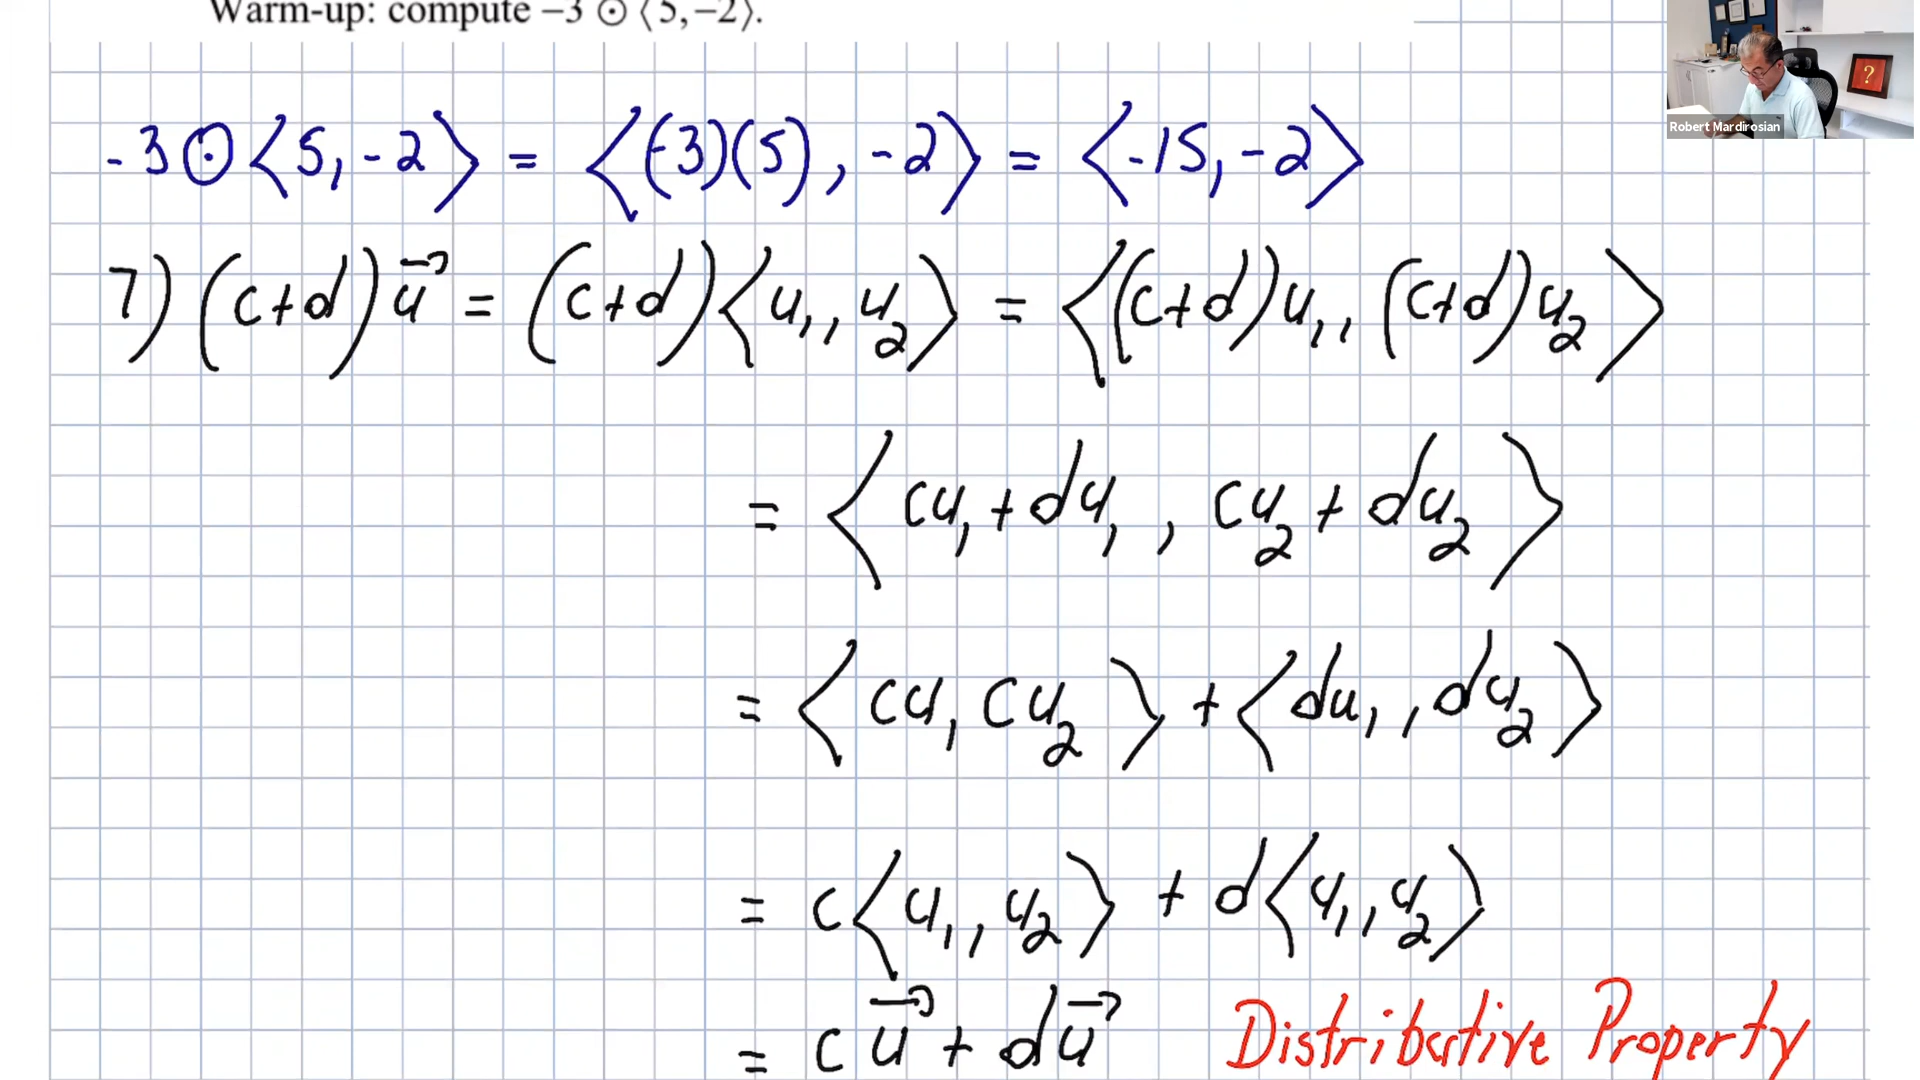 Warm-up: compute −3 ⊙ ⟨5, −2⟩.
-3 ⊙ ⟨5, -2⟩ = ⟨(-3)(5), -2⟩ = ⟨-15, -2⟩
7) (c+d)u⃗ = (c+d)⟨u₁, u₂⟩ = ⟨(c+d)u₁, (c+d)u₂⟩
= ⟨cu₁ + du₁, cu₂ + du₂⟩
= ⟨cu, cu₂⟩ + ⟨du₁, du₂⟩
= c⟨u₁, u₂⟩ + d⟨u₁, u₂⟩
= cu⃗ + du⃗ Distributive Property
?
Robert Mardirosian